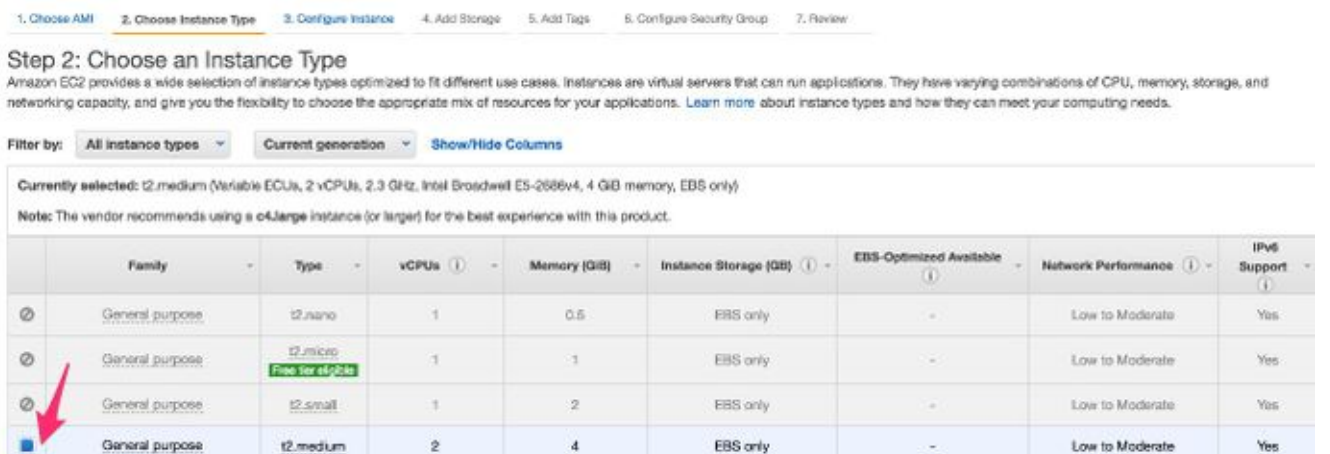 1. Choose AMI 2. Choose Instance Type 3. Configure Instance 4. Add Storage 5. Add Tags 6. Configure Security Group 7. Review
Step 2: Choose an Instance Type
Amazon EC2 provides a wide selection of instance types optimized to fit different use cases. Instances are virtual servers that can run applications. They have varying combinations of CPU, memory, storage, and
networking capacity, and give you the flexibility to choose the appropriate mix of resources for your applications. Learn more about instance types and how they can meet your computing needs.
Filter by: All instance types Current generation Show/Hide Columns
Currently selected: t2.medium (Variable ECUs, 2 vCPUs, 2.3 GHz, Intel Broadwell E5-2686v4, 4 GiB memory, EBS only)
Note: The vendor recommends using a c4.large instance (or larger) for the best experience with this product.
Family Type vCPUs Memory (GiB) Instance Storage (GB) EBS-Optimized Available Network Performance IPv6 Support
General purpose t2.nano 1 0.5 EBS only - Low to Moderate Yes
General purpose t2.micro 1 1 EBS only - Low to Moderate Yes
Free tier eligible
General purpose t2.small 1 2 EBS only - Low to Moderate Yes
General purpose t2.medium 2 4 EBS only - Low to Moderate Yes